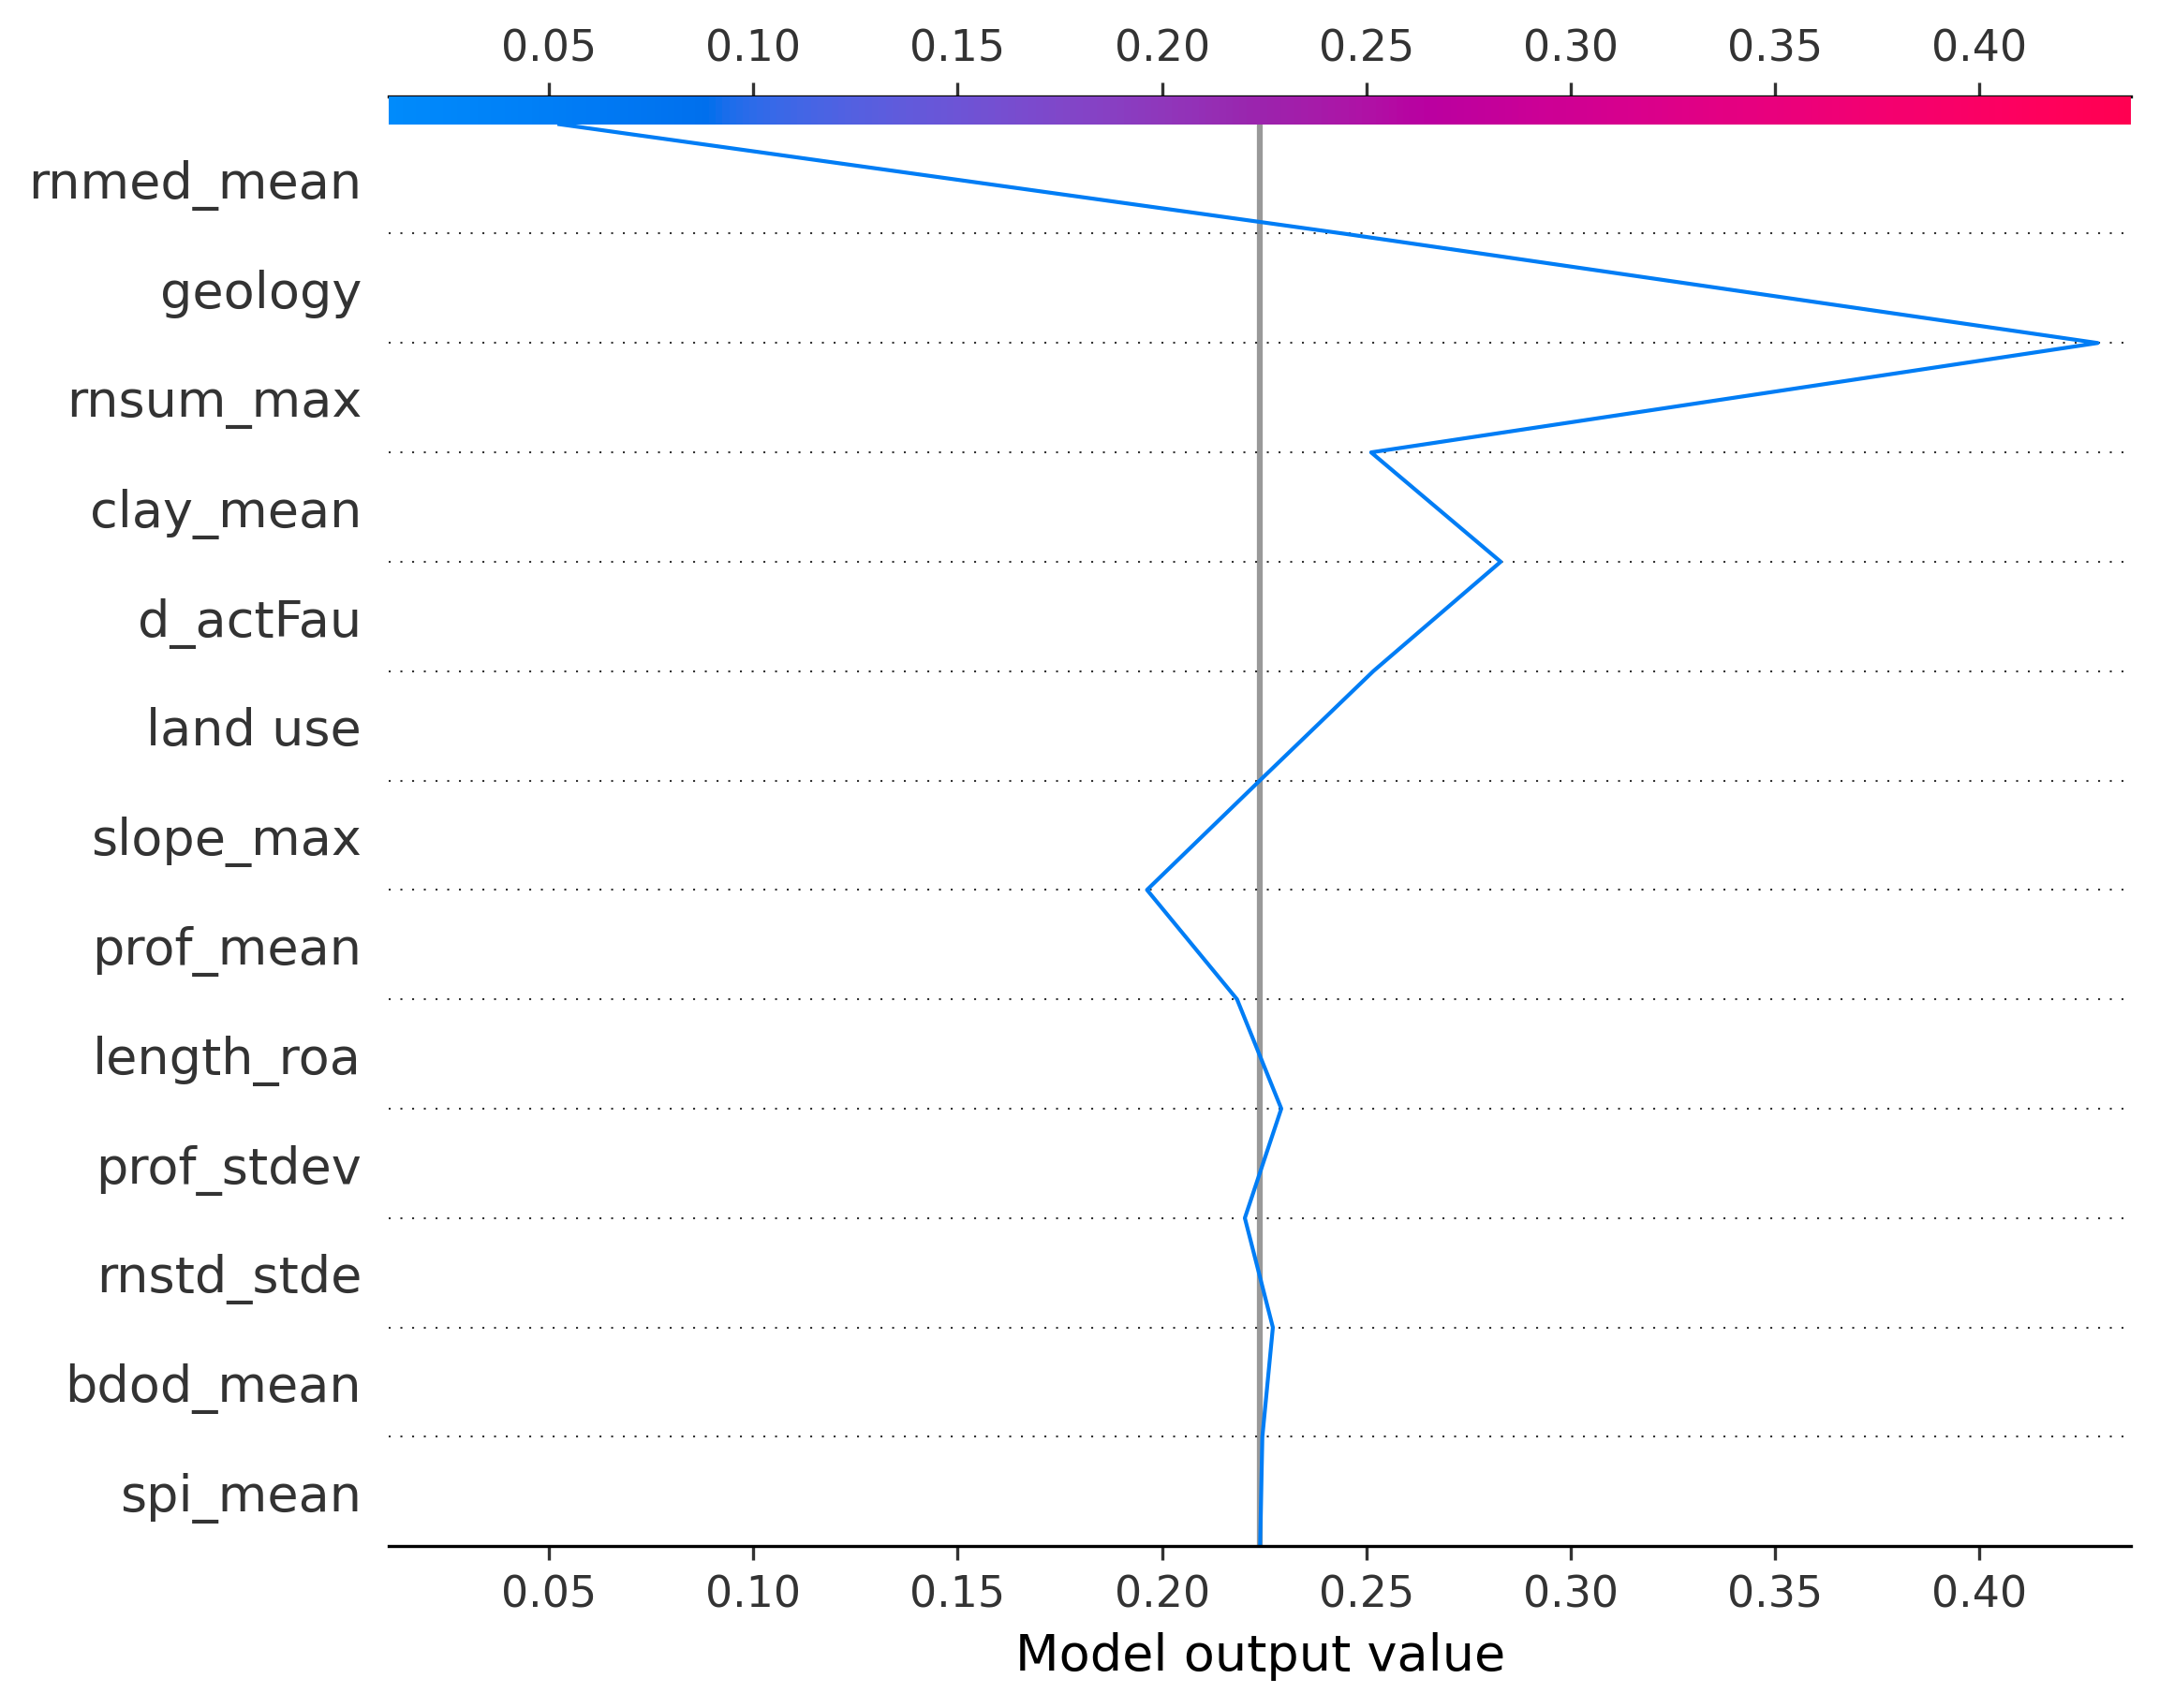 0.05 0.10 0.15 0.20 0.25 0.30 0.35 0.40
rnmed_mean
geology
rnsum_max
clay_mean
d_actFau
land use
slope_max
prof_mean
length_roa
prof_stdev
rnstd_stde
bdod_mean
spi_mean
0.05 0.10 0.15 0.20 0.25 0.30 0.35 0.40
Model output value